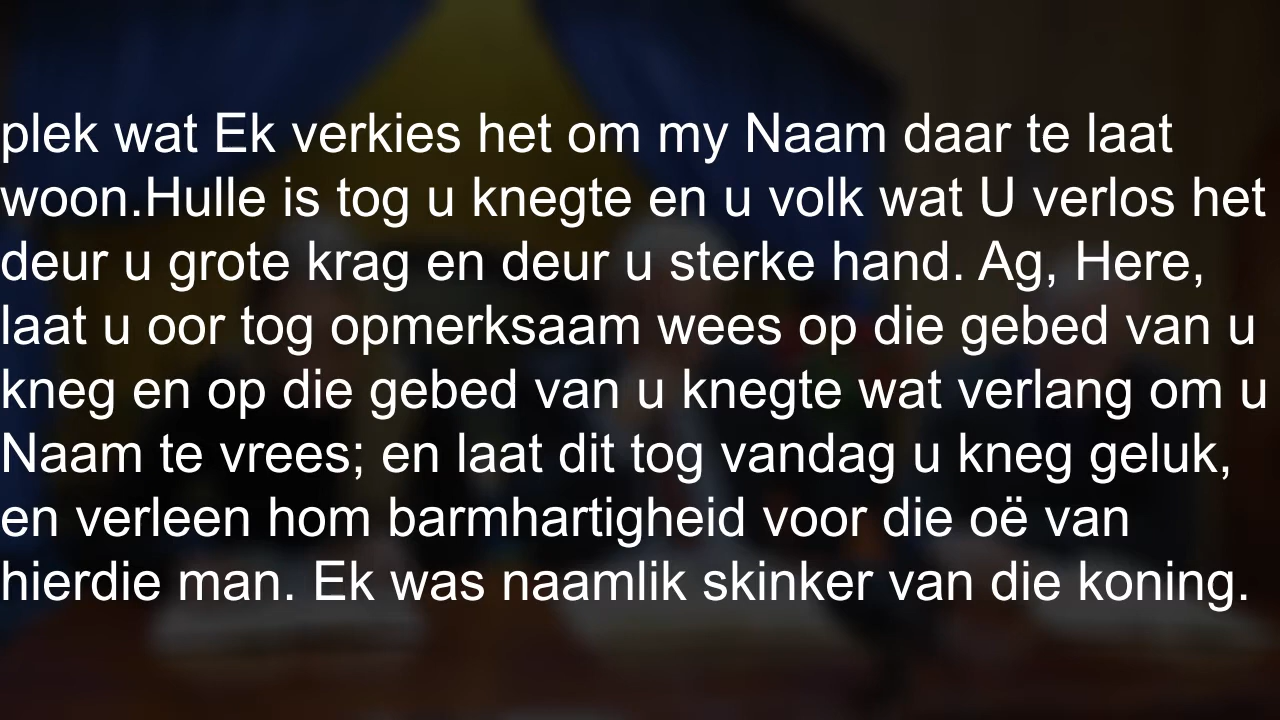 plek wat Ek verkies het om my Naam daar te laat
woon.Hulle is tog u knegte en u volk wat U verlos het
deur u grote krag en deur u sterke hand. Ag, Here,
laat u oor tog opmerksaam wees op die gebed van u
kneg en op die gebed van u knegte wat verlang om u
Naam te vrees; en laat dit tog vandag u kneg geluk,
en verleen hom barmhartigheid voor die oë van
hierdie man. Ek was naamlik skinker van die koning.